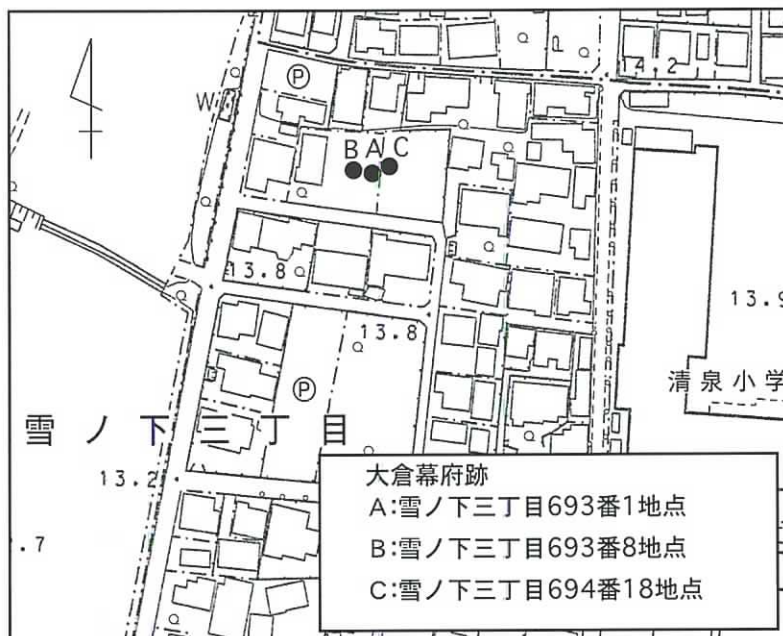 14.2
Ⓟ
W
B A C
13.8
13.9
13.8
清泉小学
Ⓟ
雪ノ下三丁目
13.2
.7
大倉幕府跡
A:雪ノ下三丁目693番1地点
B:雪ノ下三丁目693番8地点
C:雪ノ下三丁目694番18地点